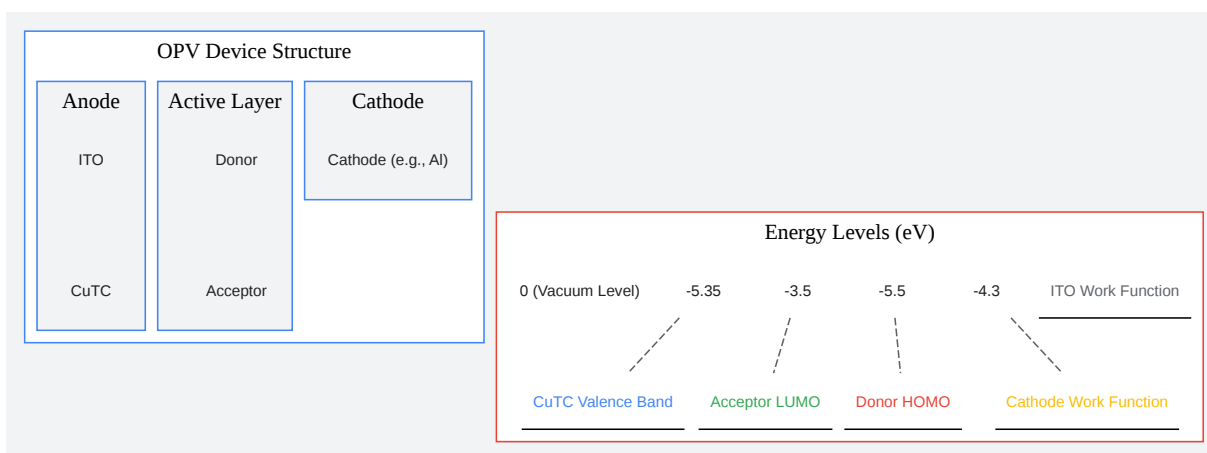 OPV Device Structure
Anode
Active Layer
Cathode
ITO
Donor
Cathode (e.g., Al)
CuTC
Acceptor
Energy Levels (eV)
0 (Vacuum Level)
-5.35
-3.5
-5.5
-4.3
ITO Work Function
CuTC Valence Band
Acceptor LUMO
Donor HOMO
Cathode Work Function